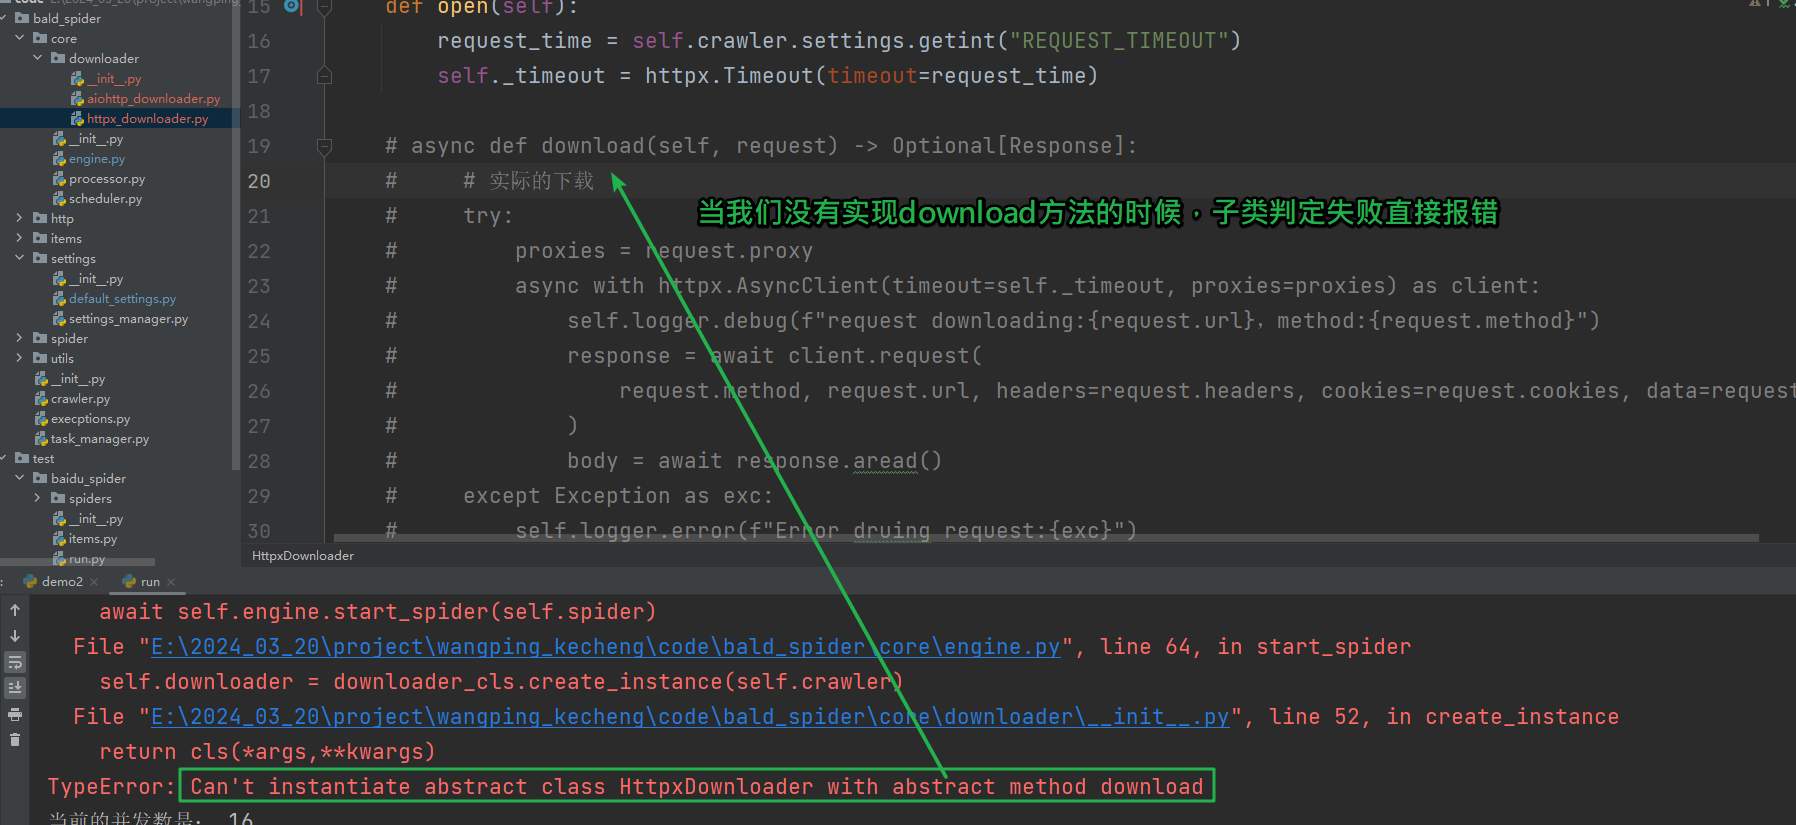 bald_spider
core
downloader
__init__.py
aiohttp_downloader.py
httpx_downloader.py
__init__.py
engine.py
processor.py
scheduler.py
http
items
settings
__init__.py
default_settings.py
settings_manager.py
spider
utils
__init__.py
crawler.py
execptions.py
task_manager.py
test
baidu_spider
spiders
__init__.py
items.py
run.py
15 def open(self):
16 request_time = self.crawler.settings.getint("REQUEST_TIMEOUT")
17 self._timeout = httpx.Timeout(timeout=request_time)
18
19 # async def download(self, request) -> Optional[Response]:
20 # # 实际的下载
当我们没有实现download方法的时候，子类判定失败直接报错
21 # try:
22 # proxies = request.proxy
23 # async with httpx.AsyncClient(timeout=self._timeout, proxies=proxies) as client:
24 # self.logger.debug(f"request downloading:{request.url}, method:{request.method}")
25 # response = await client.request(
26 # request.method, request.url, headers=request.headers, cookies=request.cookies, data=request
27 # )
28 # body = await response.aread()
29 # except Exception as exc:
30 # self.logger.error(f"Error druing request:{exc}")
HttpxDownloader
demo2 run
await self.engine.start_spider(self.spider)
File "E:\2024_03_20\project\wangping_kecheng\code\bald_spider\core\engine.py", line 64, in start_spider
self.downloader = downloader_cls.create_instance(self.crawler)
File "E:\2024_03_20\project\wangping_kecheng\code\bald_spider\core\downloader\__init__.py", line 52, in create_instance
return cls(*args,**kwargs)
TypeError: Can't instantiate abstract class HttpxDownloader with abstract method download
当前的并发数是： 16